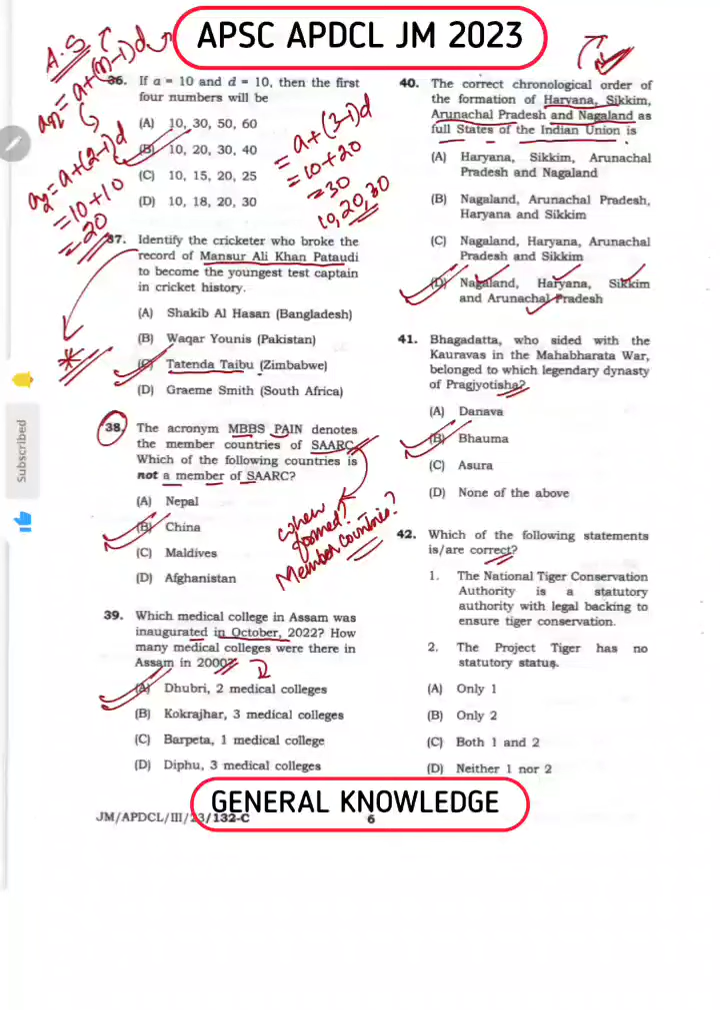 APSC APDCL JM 2023
A.S
an = a+(n-1)d
a2 = a+(2-1)d
= 10+10
= 20
36. If a = 10 and d = 10, then the first
four numbers will be
(A) 10, 30, 50, 60
(B) 10, 20, 30, 40
(C) 10, 15, 20, 25
(D) 10, 18, 20, 30
= a+(3-1)d
= 10+20
= 30
10, 20, 30
37. Identify the cricketer who broke the
record of Mansur Ali Khan Pataudi
to become the youngest test captain
in cricket history.
(A) Shakib Al Hasan (Bangladesh)
(B) Waqar Younis (Pakistan)
(C) Tatenda Taibu (Zimbabwe)
(D) Graeme Smith (South Africa)
38. The acronym MBBS PAIN denotes
the member countries of SAARC.
Which of the following countries is
not a member of SAARC?
(A) Nepal
(B) China
(C) Maldives
(D) Afghanistan
when
formed?
Member countries?
39. Which medical college in Assam was
inaugurated in October, 2022? How
many medical colleges were there in
Assam in 2000?
(A) Dhubri, 2 medical colleges
(B) Kokrajhar, 3 medical colleges
(C) Barpeta, 1 medical college
(D) Diphu, 3 medical colleges
40. The correct chronological order of
the formation of Haryana, Sikkim,
Arunachal Pradesh and Nagaland as
full States of the Indian Union is
(A) Haryana, Sikkim, Arunachal
Pradesh and Nagaland
(B) Nagaland, Arunachal Pradesh,
Haryana and Sikkim
(C) Nagaland, Haryana, Arunachal
Pradesh and Sikkim
(D) Nagaland, Haryana, Sikkim
and Arunachal Pradesh
41. Bhagadatta, who sided with the
Kauravas in the Mahabharata War,
belonged to which legendary dynasty
of Pragjyotisha?
(A) Danava
(B) Bhauma
(C) Asura
(D) None of the above
42. Which of the following statements
is/are correct?
1. The National Tiger Conservation
Authority is a statutory
authority with legal backing to
ensure tiger conservation.
2. The Project Tiger has no
statutory status.
(A) Only 1
(B) Only 2
(C) Both 1 and 2
(D) Neither 1 nor 2
Subscribed
GENERAL KNOWLEDGE
JM/APDCL/III/23/132-C
6